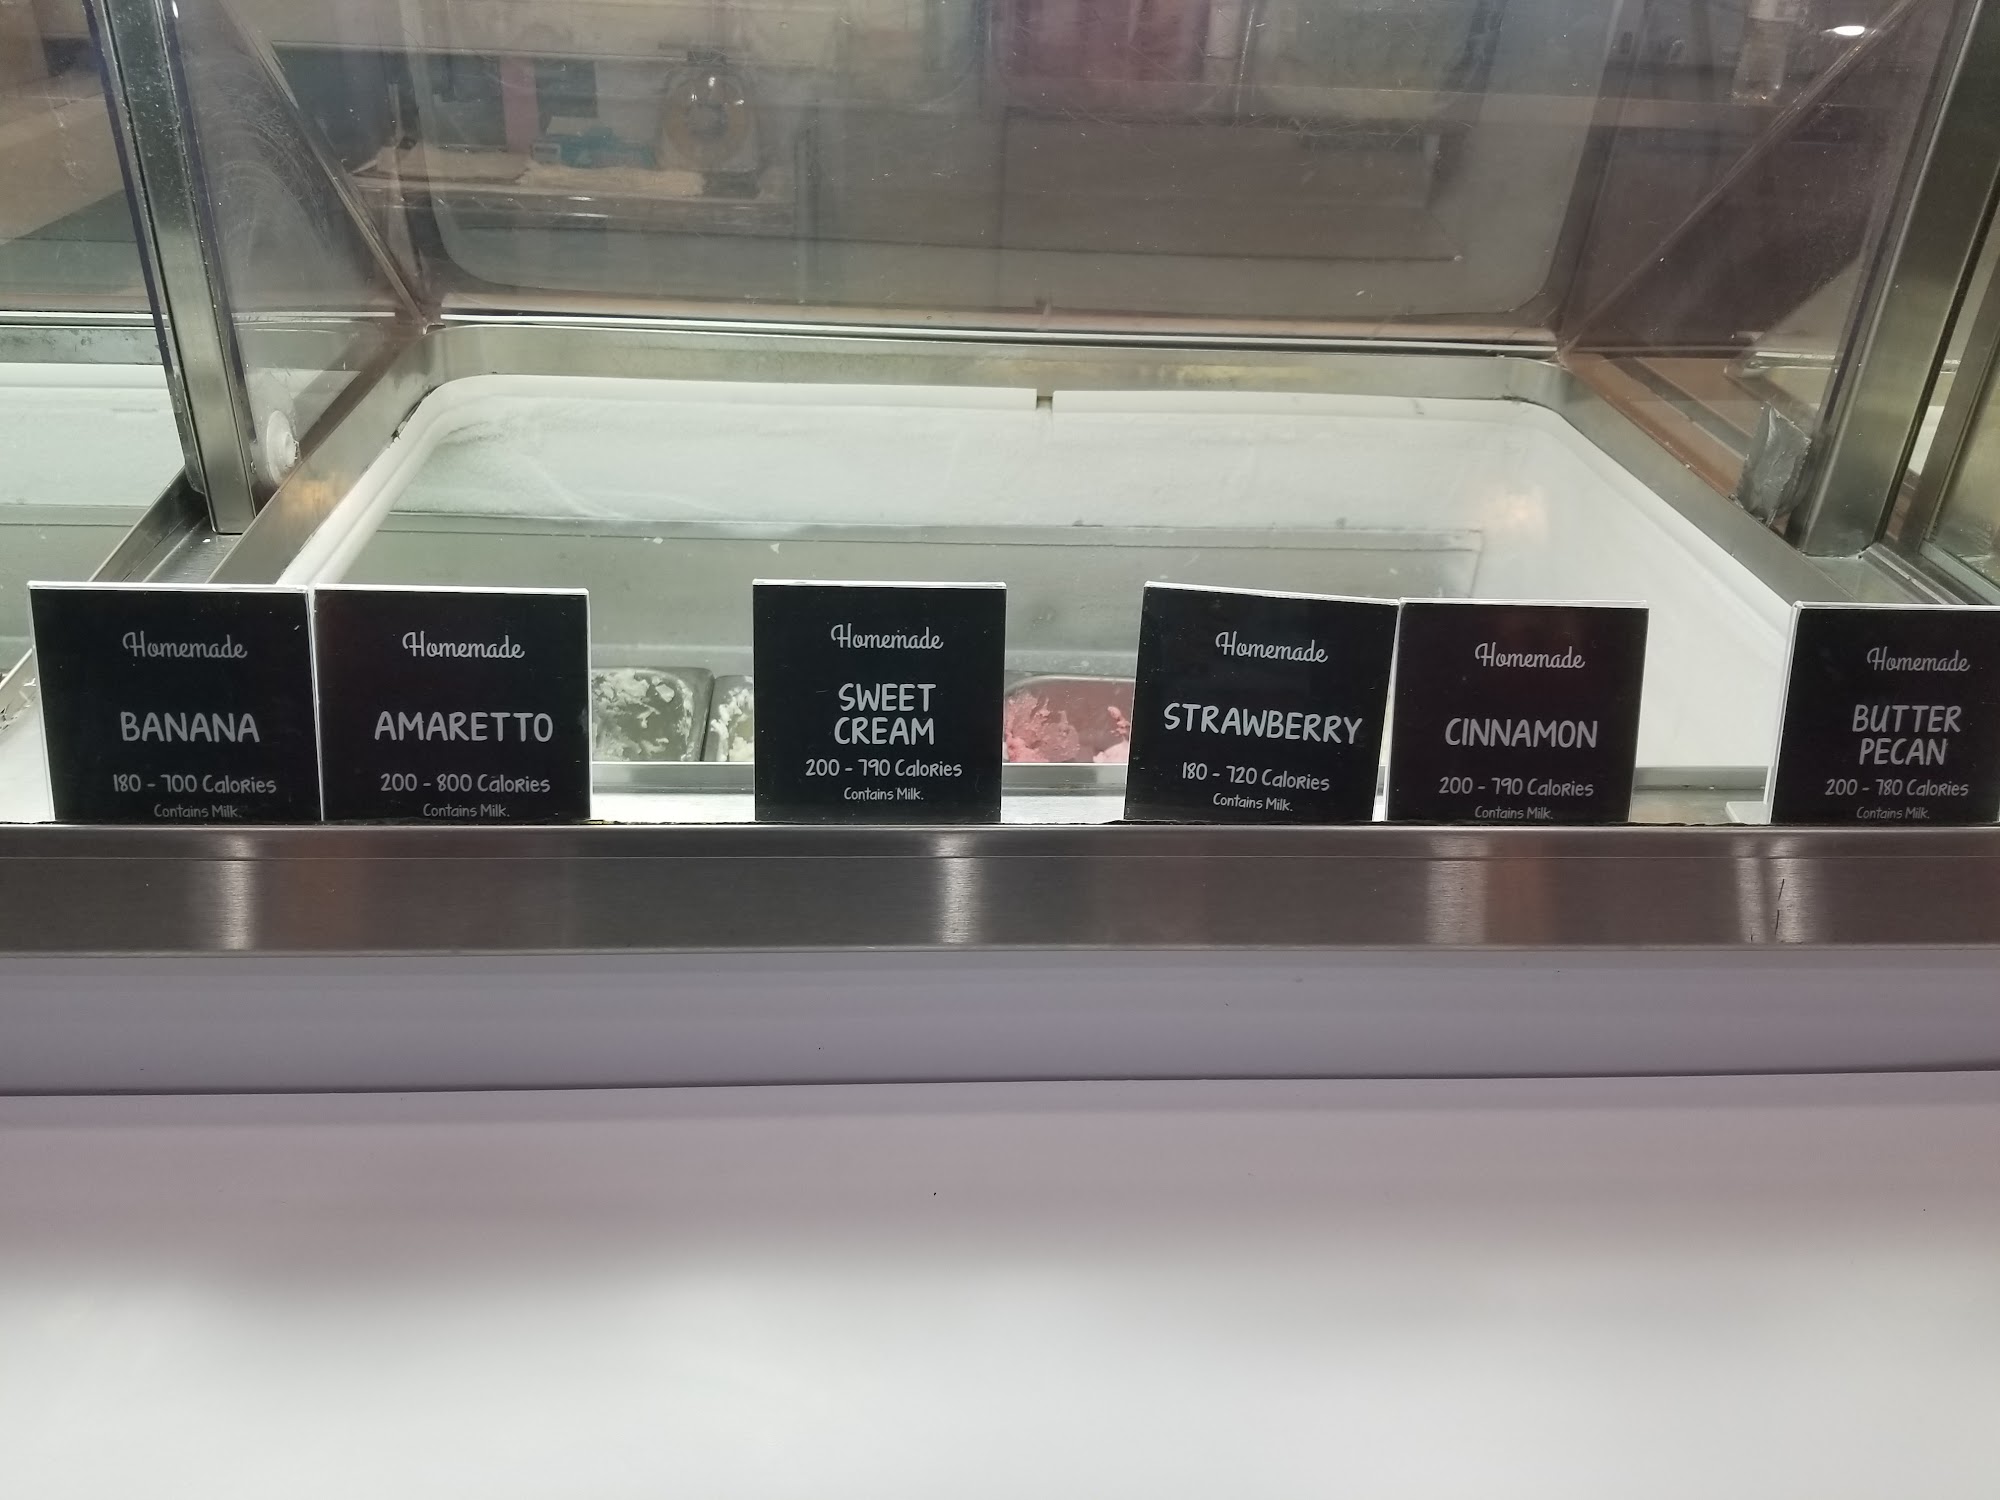 Homemade
BANANA
180 - 700 Calories
Contains Milk.
Homemade
AMARETTO
200 - 800 Calories
Contains Milk.
Homemade
SWEET
CREAM
200 - 790 Calories
Contains Milk.
Homemade
STRAWBERRY
180 - 720 Calories
Contains Milk.
Homemade
CINNAMON
200 - 790 Calories
Contains Milk.
Homemade
BUTTER
PECAN
200 - 780 Calories
Contains Milk.